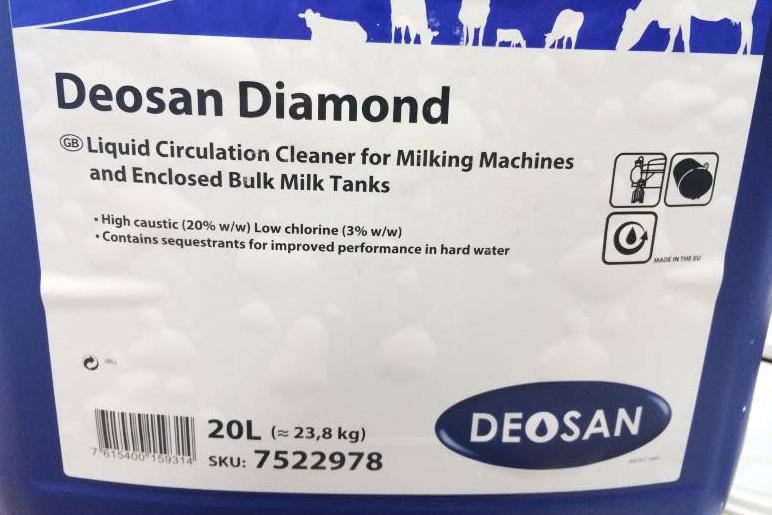 Deosan Diamond
GB Liquid Circulation Cleaner for Milking Machines
and Enclosed Bulk Milk Tanks
• High caustic (20% w/w) Low chlorine (3% w/w)
• Contains sequestrants for improved performance in hard water
MADE IN THE EU
20L (≈ 23,8 kg)
SKU: 7522978
7 615400 159314
DEOSAN